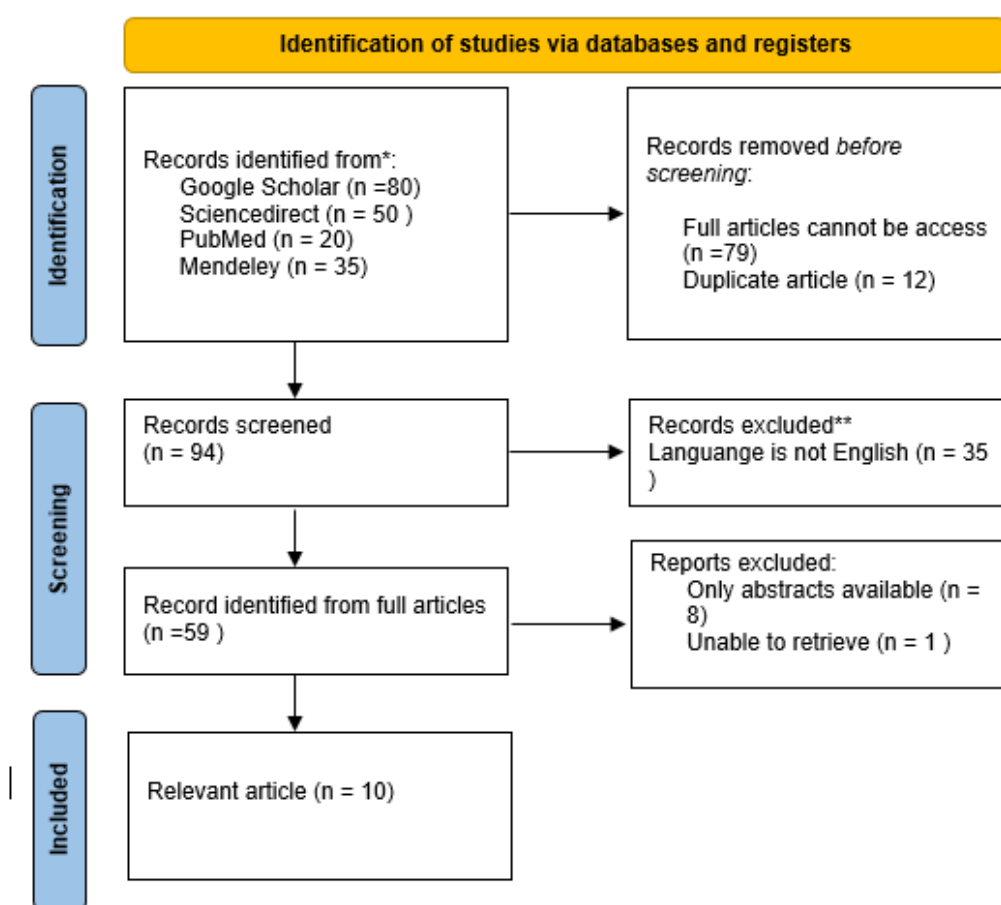 Identification of studies via databases and registers
Identification
Records identified from*:
Google Scholar (n =80)
Sciencedirect (n = 50 )
PubMed (n = 20)
Mendeley (n = 35)
Records removed before
screening:
Full articles cannot be access
(n =79)
Duplicate article (n = 12)
Screening
Records screened
(n = 94)
Records excluded**
Languange is not English (n = 35
)
Record identified from full articles
(n =59 )
Reports excluded:
Only abstracts available (n =
8)
Unable to retrieve (n = 1 )
Included
Relevant article (n = 10)